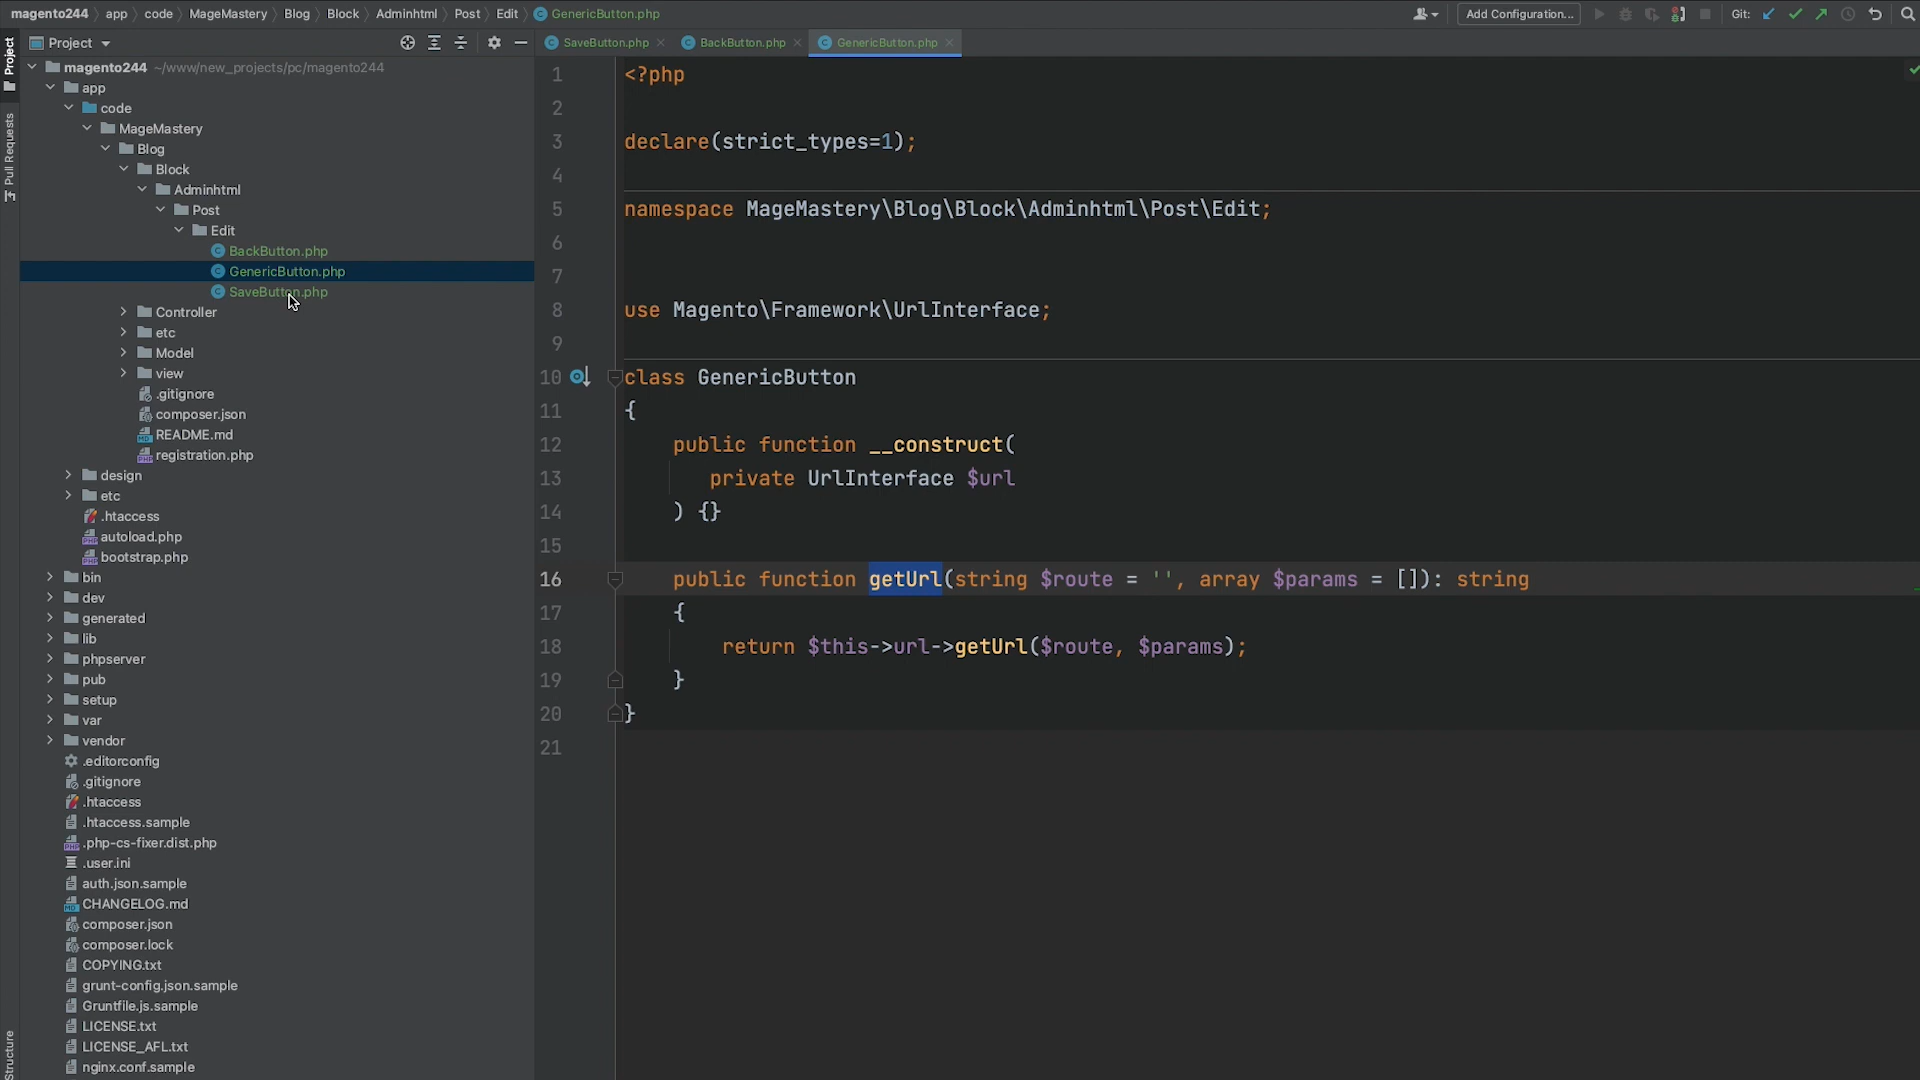 magento244 app code MageMastery Blog Block Adminhtml Post Edit GenericButton.php Add Configuration... Git:
Project SaveButton.php BackButton.php GenericButton.php
Project
Pull Requests
Structure
magento244 ~/www/new_projects/pc/magento244
app
code
MageMastery
Blog
Block
Adminhtml
Post
Edit
BackButton.php
GenericButton.php
SaveButton.php
Controller
etc
Model
view
.gitignore
composer.json
README.md
registration.php
design
etc
.htaccess
autoload.php
bootstrap.php
bin
dev
generated
lib
phpserver
pub
setup
var
vendor
.editorconfig
.gitignore
.htaccess
.htaccess.sample
.php-cs-fixer.dist.php
.user.ini
auth.json.sample
CHANGELOG.md
composer.json
composer.lock
COPYING.txt
grunt-config.json.sample
Gruntfile.js.sample
LICENSE.txt
LICENSE_AFL.txt
nginx.conf.sample
1 <?php
2
3 declare(strict_types=1);
4
5 namespace MageMastery\Blog\Block\Adminhtml\Post\Edit;
6
7
8 use Magento\Framework\UrlInterface;
9
10 class GenericButton
11 {
12 public function __construct(
13 private UrlInterface $url
14 ) {}
15
16 public function getUrl(string $route = '', array $params = []): string
17 {
18 return $this->url->getUrl($route, $params);
19 }
20 }
21